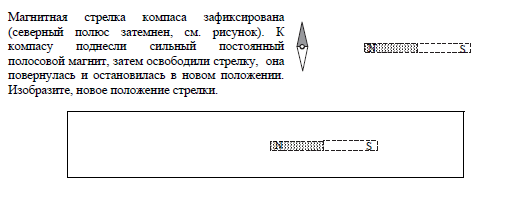 Магнитная стрелка компаса зафиксирована
(северный полюс затемнен, см. рисунок). К
компасу поднесли сильный постоянный
полосовой магнит, затем освободили стрелку, она
повернулась и остановилась в новом положении.
Изобразите, новое положение стрелки.
N S
N S